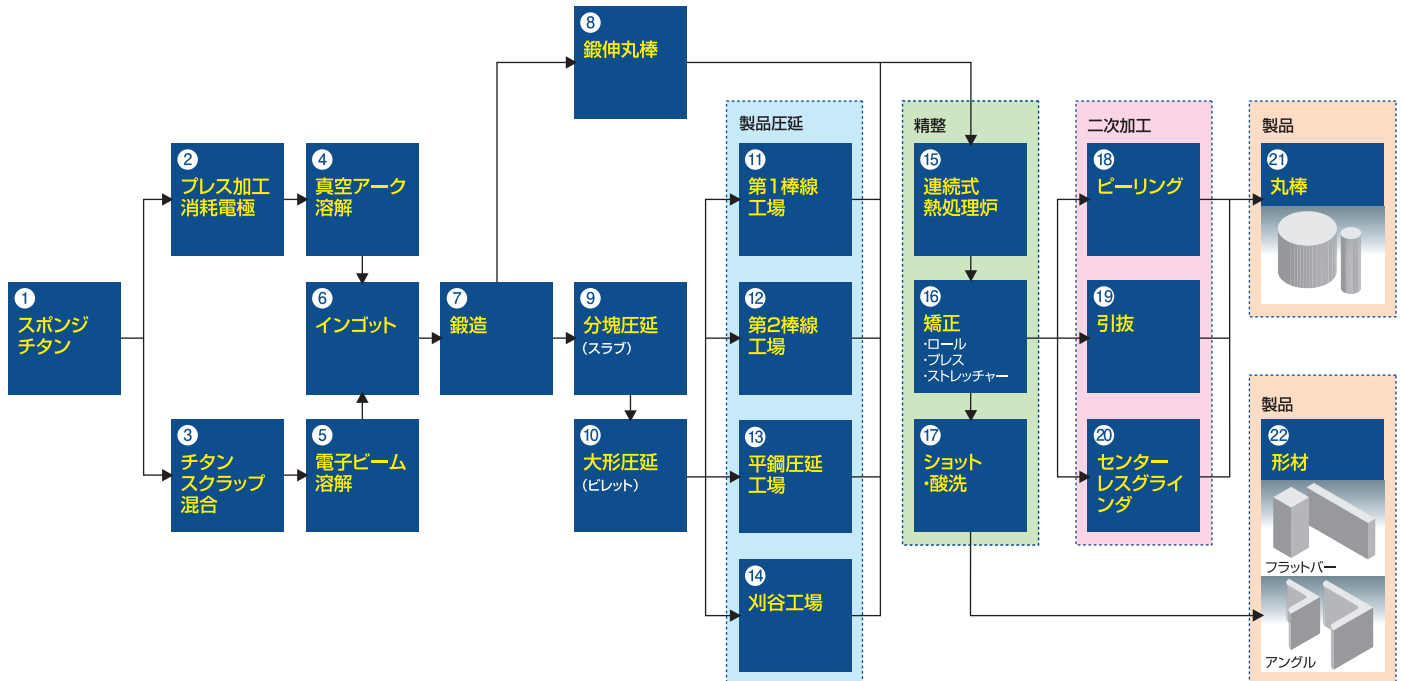 ①
スポンジ
チタン
②
プレス加工
消耗電極
③
チタン
スクラップ
混合
④
真空アーク
溶解
⑤
電子ビーム
溶解
⑥
インゴット
⑦
鍛造
⑧
鍛伸丸棒
⑨
分塊圧延
(スラブ)
⑩
大形圧延
(ビレット)
製品圧延
⑪
第1棒線
工場
⑫
第2棒線
工場
⑬
平鋼圧延
工場
⑭
刈谷工場
精整
⑮
連続式
熱処理炉
⑯
矯正
・ロール
・プレス
・ストレッチャー
⑰
ショット
・酸洗
二次加工
⑱
ピーリング
⑲
引抜
⑳
センター
レスグライ
ンダ
製品
㉑
丸棒
製品
㉒
形材
フラットバー
アングル